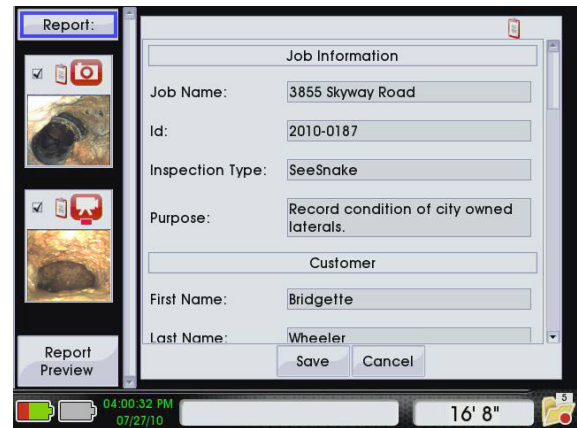 Report:
Job Information
Job Name: 3855 Skyway Road
Id: 2010-0187
Inspection Type: SeeSnake
Purpose: Record condition of city owned
laterals.
Customer
First Name: Bridgette
Last Name: Wheeler
Report
Preview
Save Cancel
04:00:32 PM
07/27/10
16' 8"
5